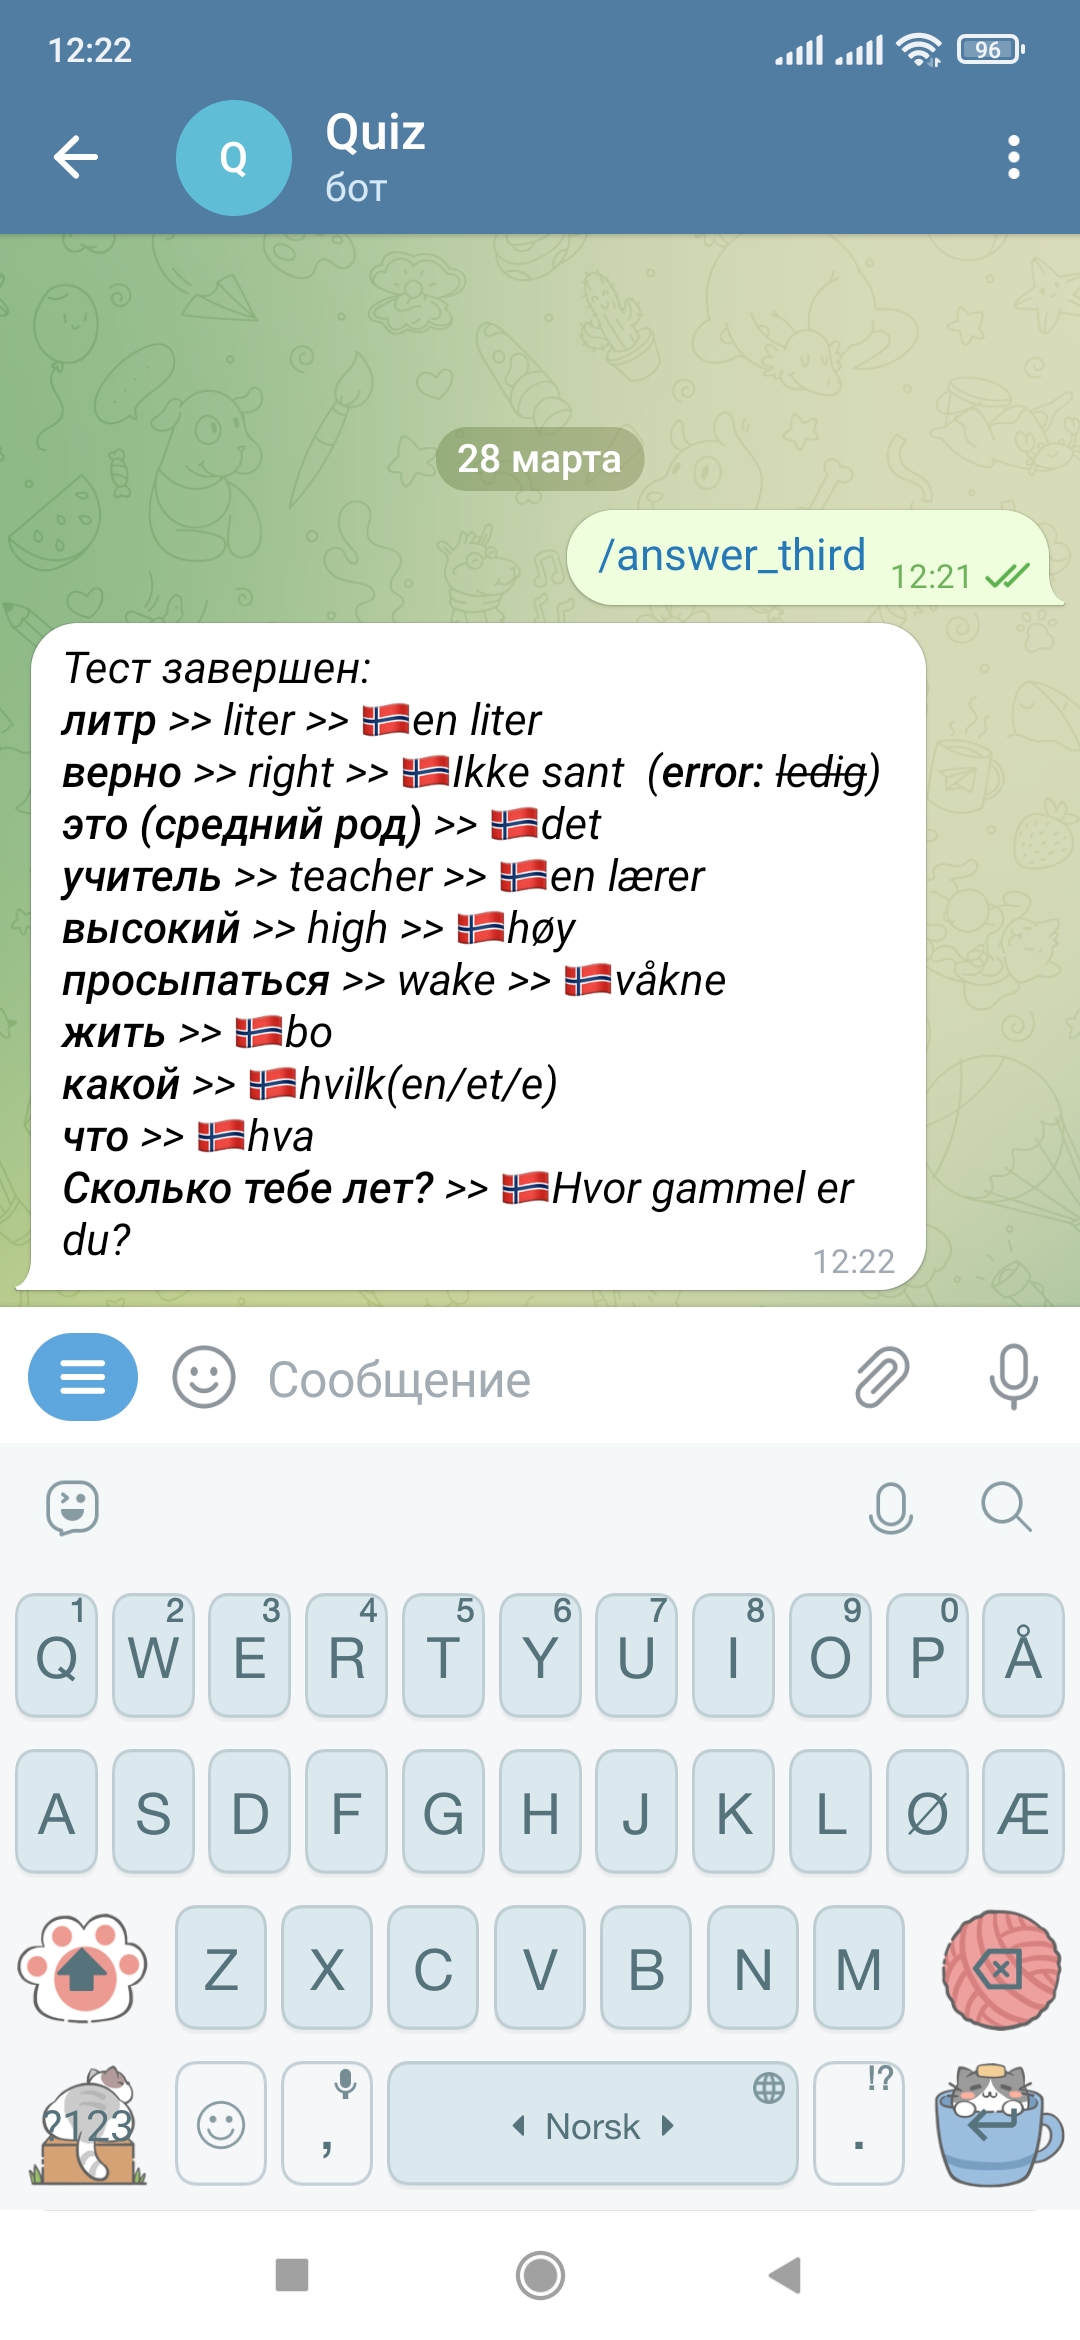 12:22
96
Q
Quiz
бот
28 марта
/answer_third
12:21
Тест завершен:
литр >> liter >> 🇳🇴en liter
верно >> right >> 🇳🇴Ikke sant (error: ledig)
это (средний род) >> 🇳🇴det
учитель >> teacher >> 🇳🇴en lærer
высокий >> high >> 🇳🇴høy
просыпаться >> wake >> 🇳🇴våkne
жить >> 🇳🇴bo
какой >> 🇳🇴hvilk(en/et/e)
что >> 🇳🇴hva
Сколько тебе лет? >> 🇳🇴Hvor gammel er
du?
12:22
Сообщение
1 2 3 4 5 6 7 8 9 0
Q W E R T Y U I O P Å
A S D F G H J K L Ø Æ
Z X C V B N M
!?
?123 , Norsk .